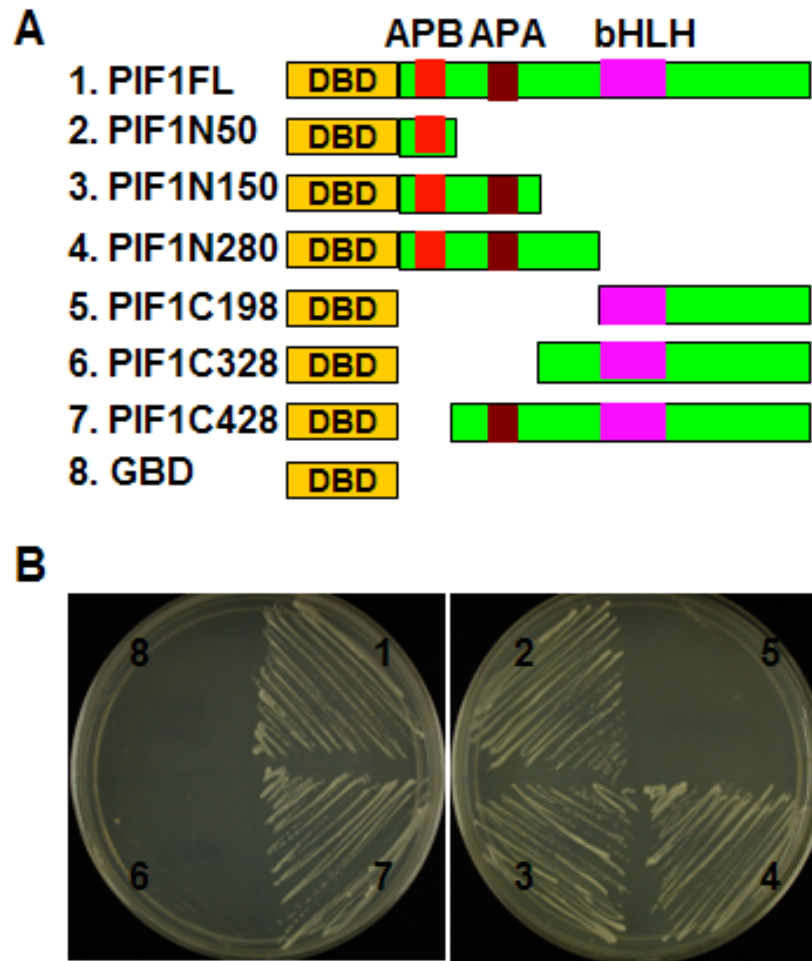 A
APB APA bHLH
1. PIF1FL DBD
2. PIF1N50 DBD
3. PIF1N150 DBD
4. PIF1N280 DBD
5. PIF1C198 DBD
6. PIF1C328 DBD
7. PIF1C428 DBD
8. GBD DBD
B
8 1 2 5
6 7 3 4